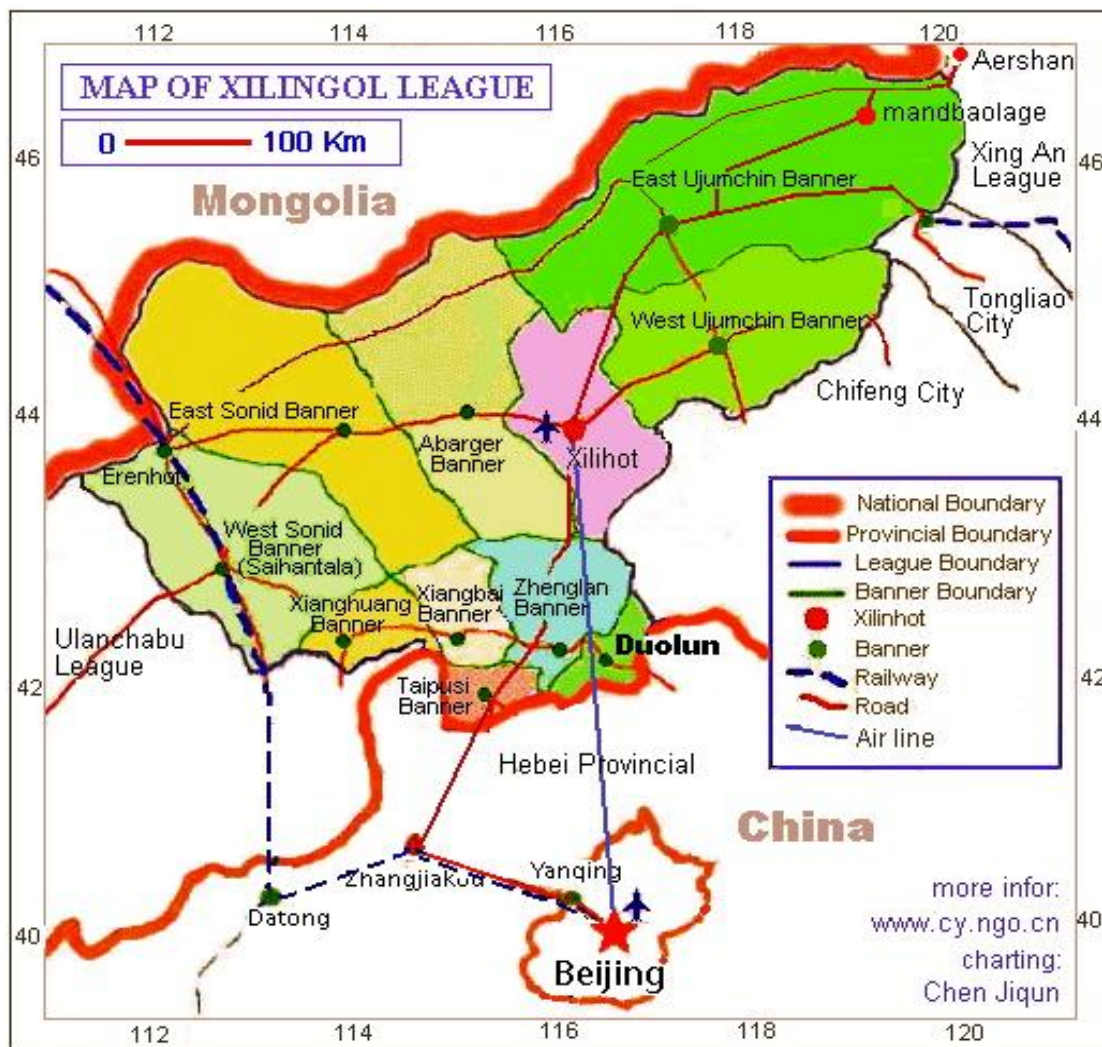 112 114 116 118 120
MAP OF XILINGOL LEAGUE
0 100 Km
Aershan
mandbaolage
46
46
Xing An
League
Mongolia
East Ujumchin Banner
Tongliao
City
West Ujumchin Banner
Chifeng City
44
44
East Sonid Banner
Abarger
Banner
Xilihot
Erenhot
West Sonid
Banner
(Saihantala)
Xianghuang
Banner
Xiangbai
Banner
Zhenglan
Banner
Duolun
Ulanchabu
League
Taipusi
Banner
42
42
National Boundary
Provincial Boundary
League Boundary
Banner Boundary
Xilinhot
Banner
Railway
Road
Air line
Hebei Provincial
China
Zhangjiakou
Yanqing
Datong
Beijing
40
40
more infor:
www.cy.ngo.cn
charting:
Chen Jiqun
112 114 116 118 120